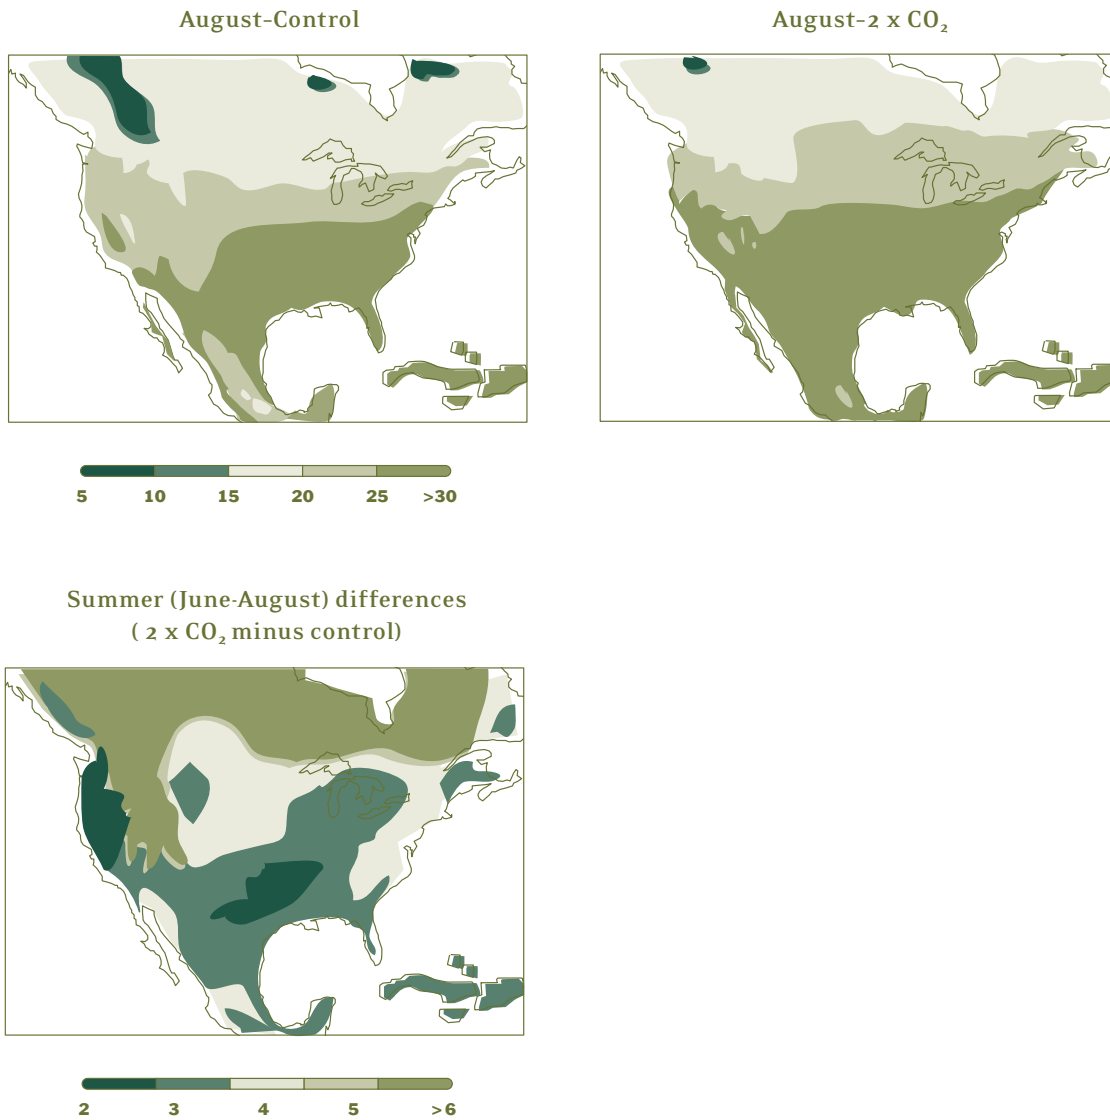 August-Control
August-2 x CO₂
5 10 15 20 25 >30
Summer (June-August) differences
( 2 x CO₂ minus control)
2 3 4 5 >6